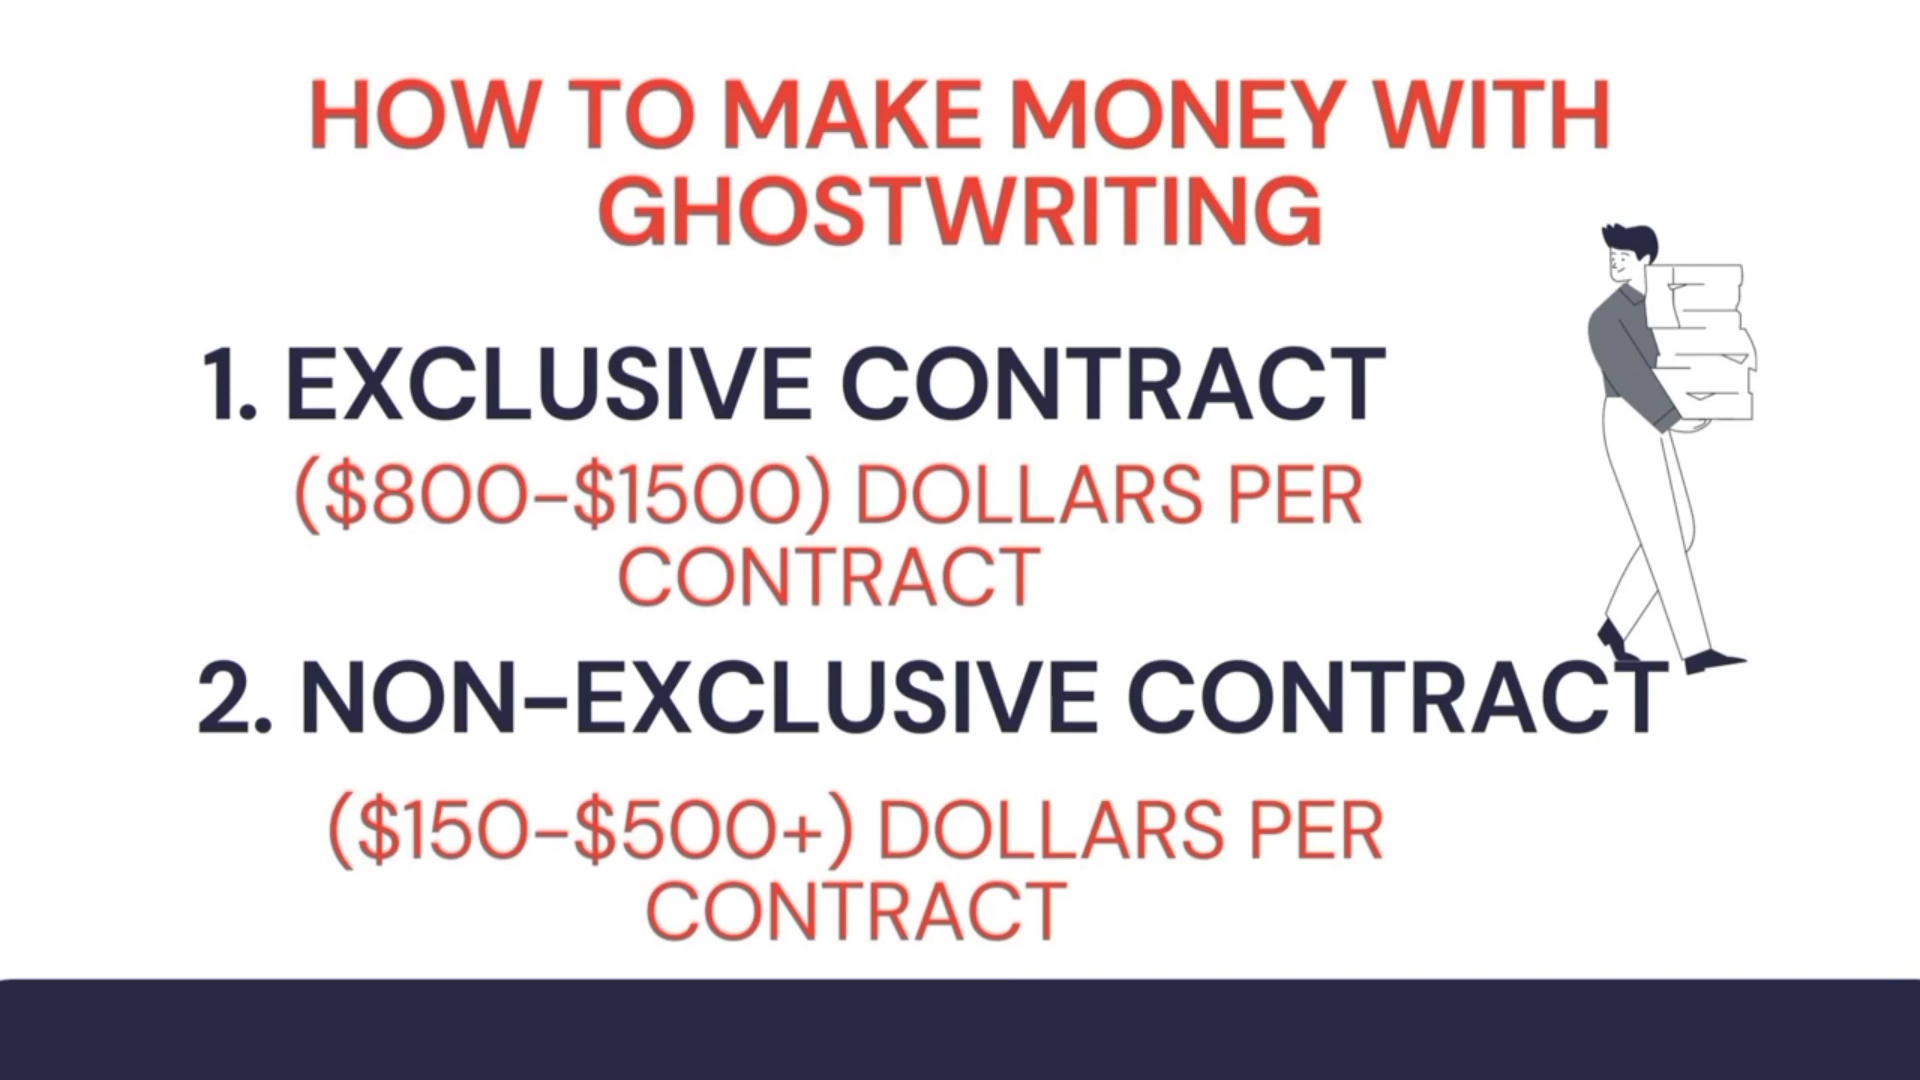 HOW TO MAKE MONEY WITH
GHOSTWRITING
1. EXCLUSIVE CONTRACT
($800-$1500) DOLLARS PER
CONTRACT
2. NON-EXCLUSIVE CONTRACT
($150-$500+) DOLLARS PER
CONTRACT